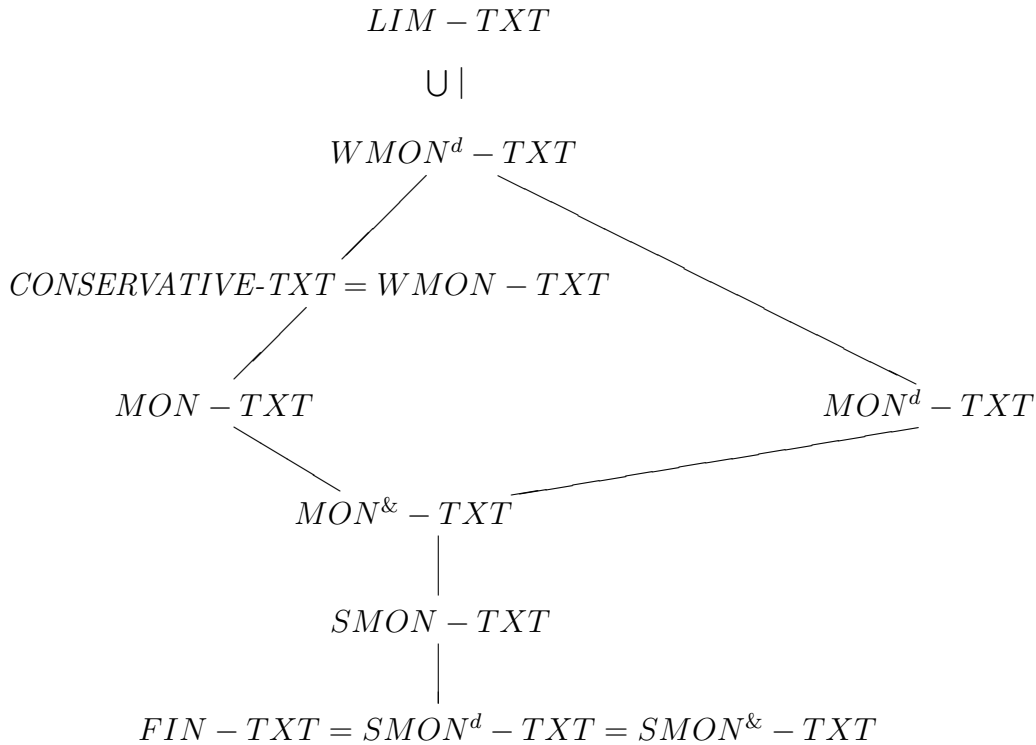 LIM − TXT
∪ |
WMON^d − TXT
CONSERVATIVE-TXT = WMON − TXT
MON − TXT MON^d − TXT
MON^& − TXT
SMON − TXT
FIN − TXT = SMON^d − TXT = SMON^& − TXT